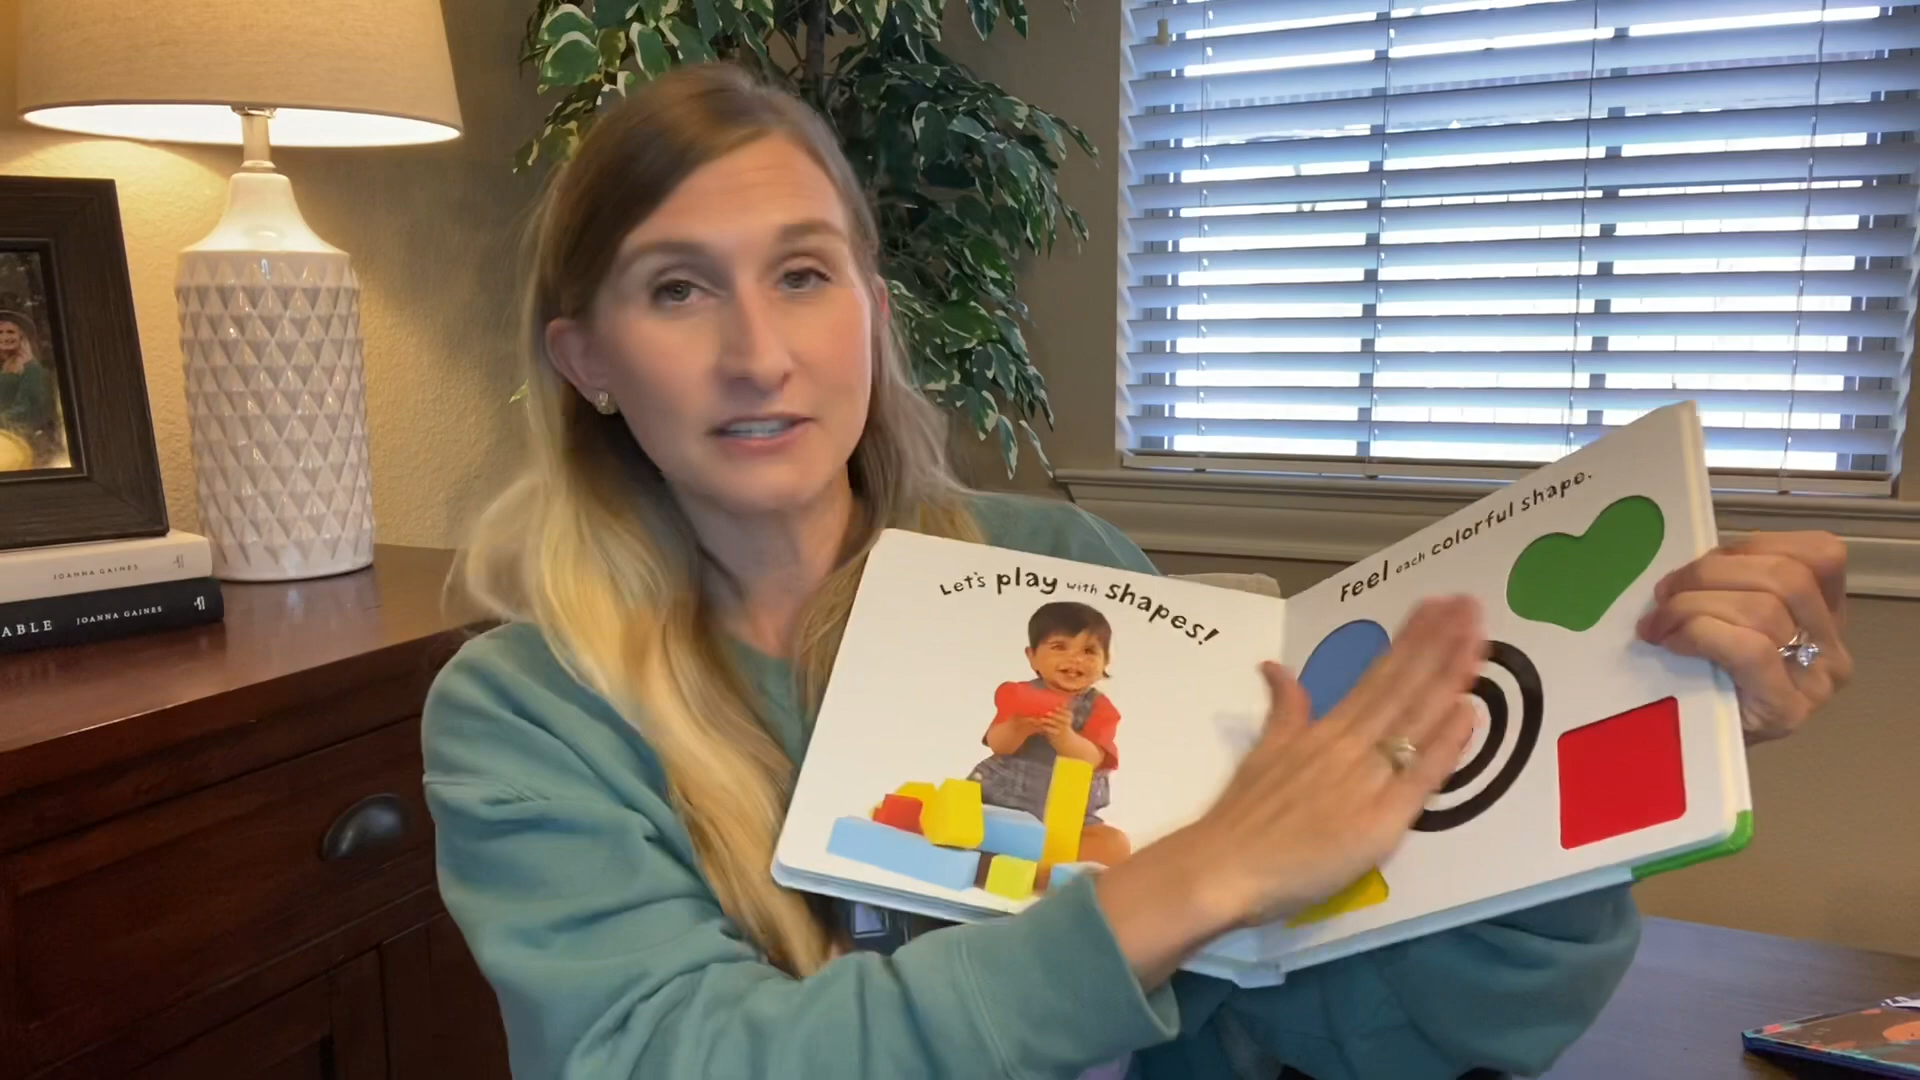 JOANNA GAINES
ABLE JOANNA GAINES
Let's play with shapes!
Feel each colorful shape.